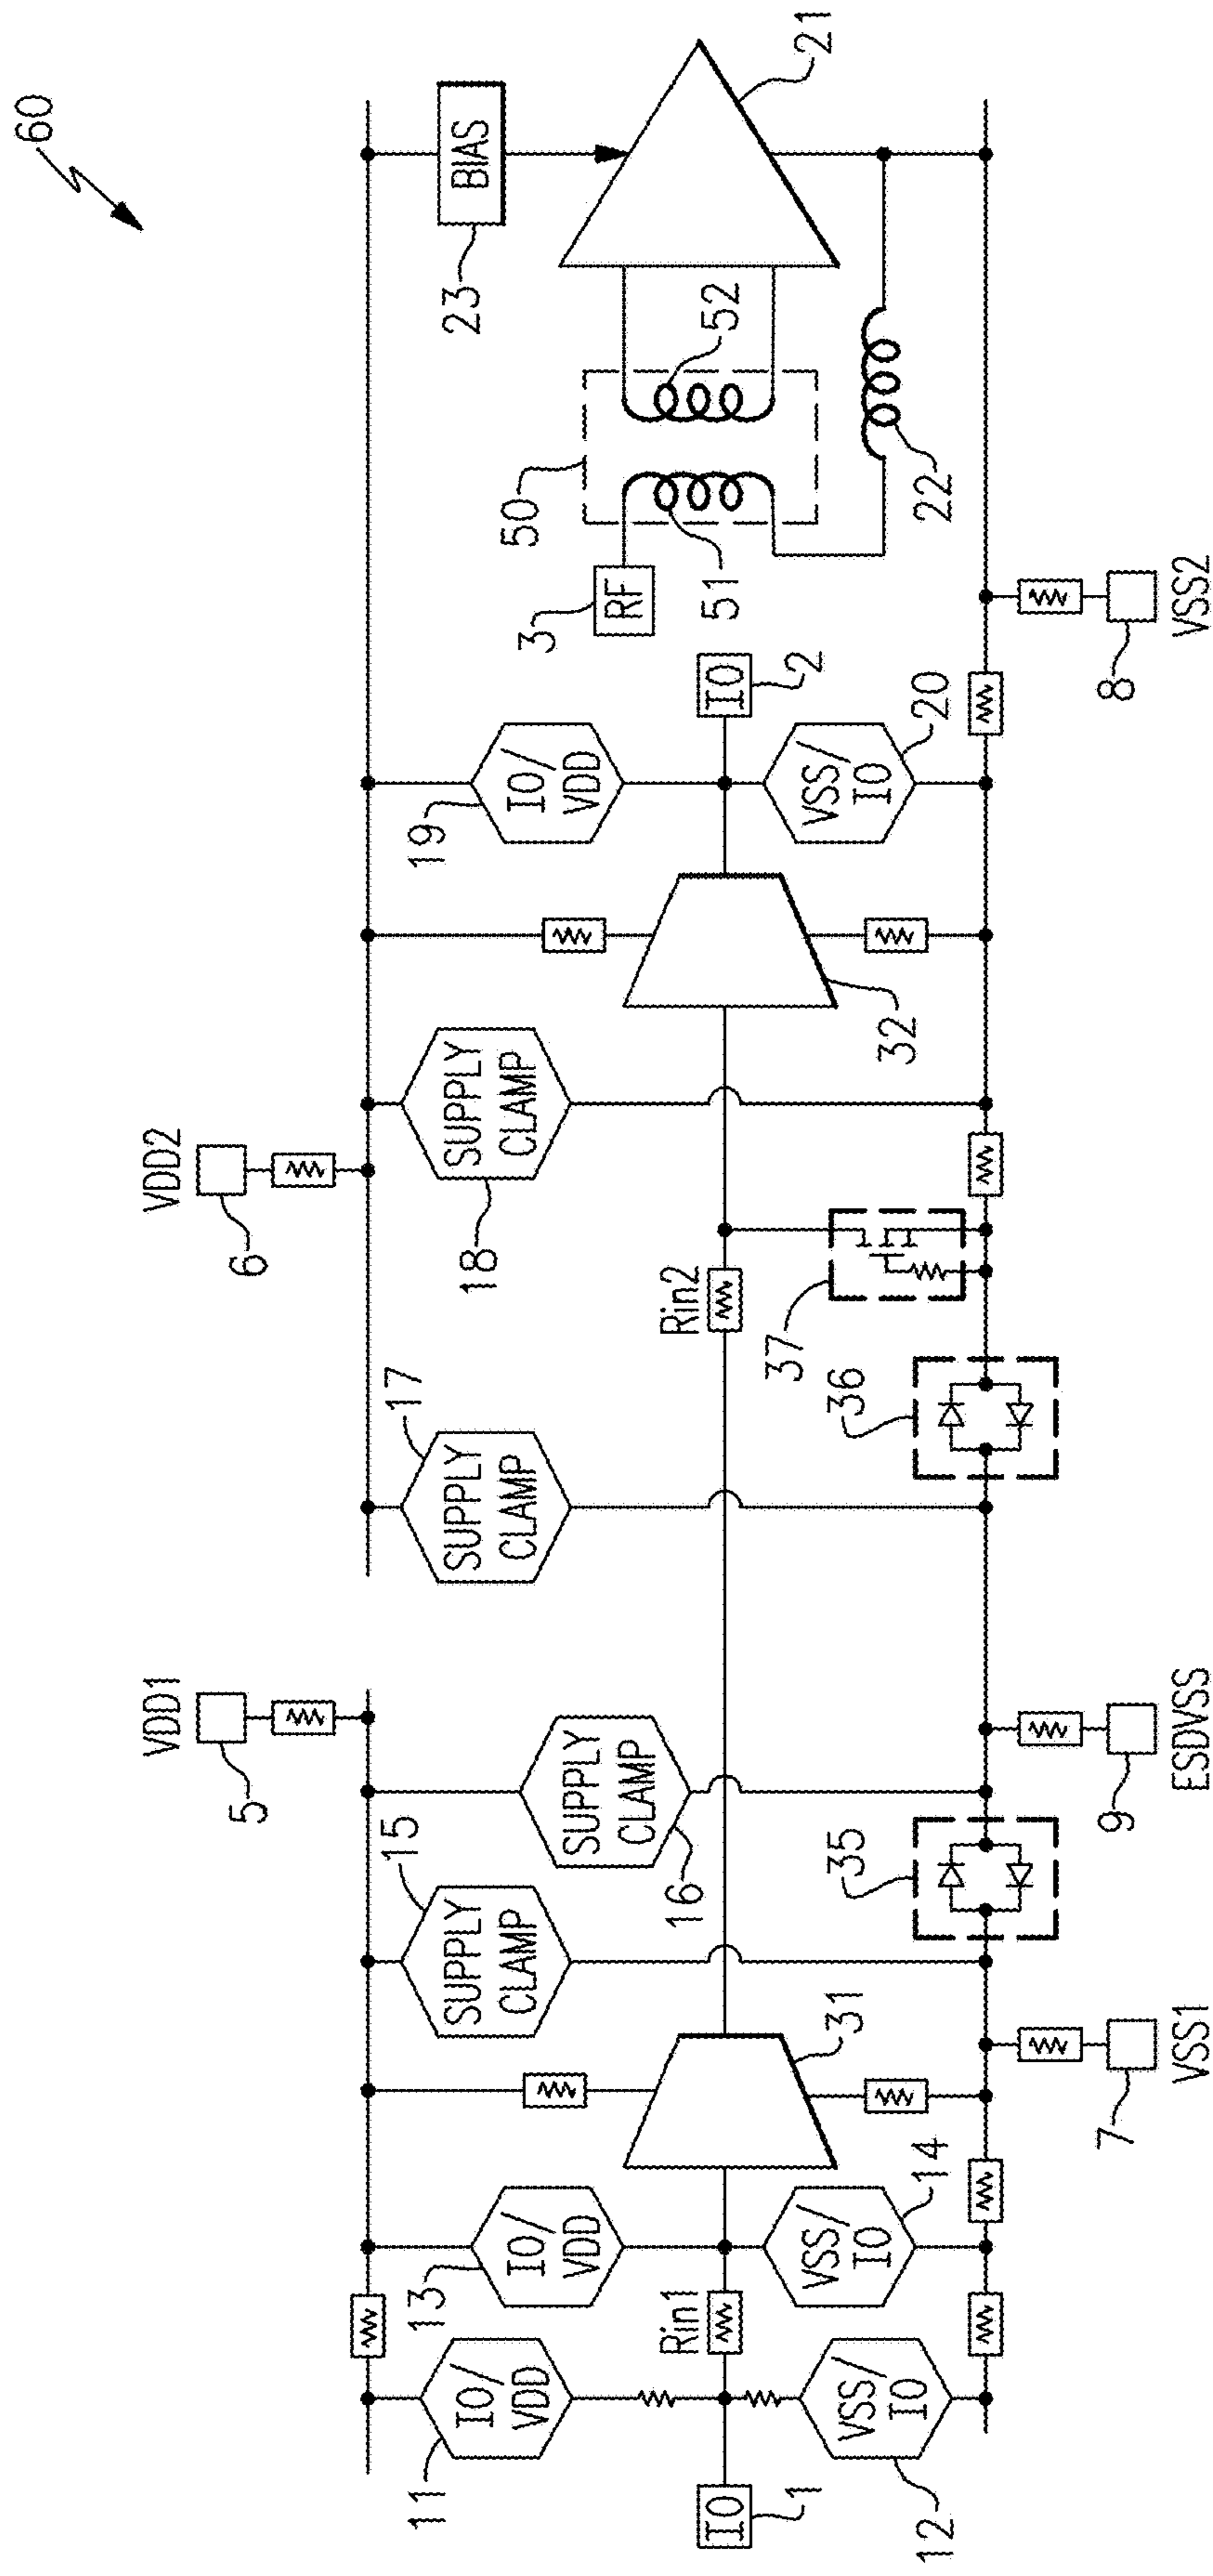 60
VDD1
5
VDD2
6
11
IO/
VDD
13
IO/
VDD
15
SUPPLY
CLAMP
16
SUPPLY
CLAMP
17
SUPPLY
CLAMP
18
SUPPLY
CLAMP
19
IO/
VDD
23
BIAS
21
IO
1
Rin1
31
Rin2
32
IO
2
RF
3
50
51
52
22
12
VSS/
IO
14
VSS/
IO
35
36
37
VSS/
IO
20
7
VSS1
9
ESDVSS
8
VSS2